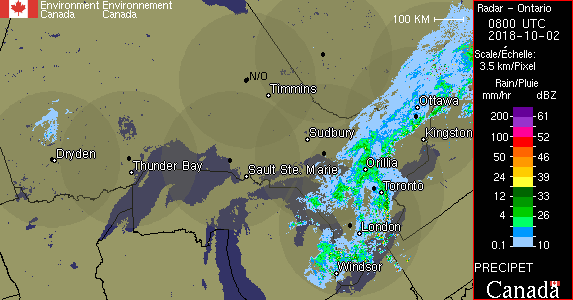 Environment Environnement
Canada Canada
100 KM
N/O
Timmins
Ottawa
Sudbury
Kingston
Dryden
Thunder Bay
Sault Ste. Marie
Orillia
Toronto
London
Windsor
Radar - Ontario
0800 UTC
2018-10-02
Scale/Échelle:
3.5 km/Pixel
Rain/Pluie
mm/hr dBZ
200 61
100 52
50 46
24 39
12 33
4 26
0.1 10
PRECIPET
Canada